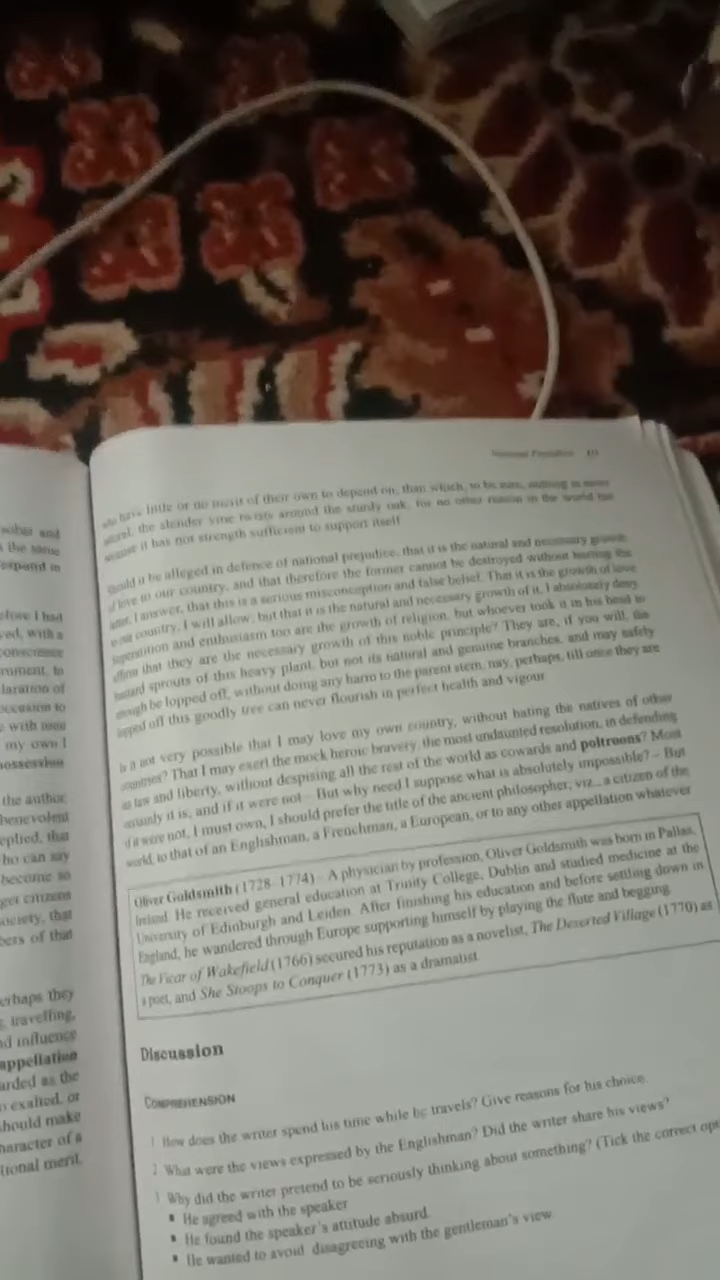 sober and
the same
expand in
before I had
ved, with a
conscience
rnment, to
laration of
occasion to
with men
my own I
possession
the author,
benevolent
eplied, that
ho can say
become so
ger citizens
society, that
bers of that
erhaps they
travelling,
nd influence
appellation
arded as the
exalted, or
should make
haracter of a
tional merit.
National Prejudice
who have little or no merit of their own to depend on, than which, to be sure, nothing is more
the slender vine twists around the sturdy oak, for no other reason in the world but
it has not strength sufficient to support itself
Should it be alleged in defence of national prejudice, that it is the natural and necessary growth
of love to our country, and that therefore the former cannot be destroyed without hurting the
I answer, that this is a serious misconception and false belief. That it is the growth of love
to our country, I will allow; but that it is the natural and necessary growth of it, I absolutely deny.
Superstition and enthusiasm too are the growth of religion; but whoever took it in his head to
affirm that they are the necessary growth of this noble principle? They are, if you will, the
bastard sprouts of this heavy plant, but not its natural and genuine branches, and may safely
enough be lopped off, without doing any harm to the parent stem, nay, perhaps, till once they are
lopped off this goodly tree can never flourish in perfect health and vigour
Is it not very possible that I may love my own country, without hating the natives of other
countries? That I may exert the mock heroic bravery, the most undaunted resolution, in defending
its law and liberty, without despising all the rest of the world as cowards and poltroons? Most
certainly it is; and if it were not – But why need I suppose what is absolutely impossible? – But
if it were not, I must own, I should prefer the title of the ancient philosopher, viz., a citizen of the
world, to that of an Englishman, a Frenchman, a European, or to any other appellation whatever
Oliver Goldsmith (1728-1774) – A physician by profession, Oliver Goldsmith was born in Pallas,
Ireland. He received general education at Trinity College, Dublin and studied medicine at the
University of Edinburgh and Leiden. After finishing his education and before settling down in
England, he wandered through Europe supporting himself by playing the flute and begging.
The Vicar of Wakefield (1766) secured his reputation as a novelist, The Deserted Village (1770) as
a poet, and She Stoops to Conquer (1773) as a dramatist
Discussion
COMPREHENSION
1 How does the writer spend his time while he travels? Give reasons for his choice.
2 What were the views expressed by the Englishman? Did the writer share his views?
3 Why did the writer pretend to be seriously thinking about something? (Tick the correct opt
▪ He agreed with the speaker
▪ He found the speaker's attitude absurd.
▪ He wanted to avoid disagreeing with the gentleman's view